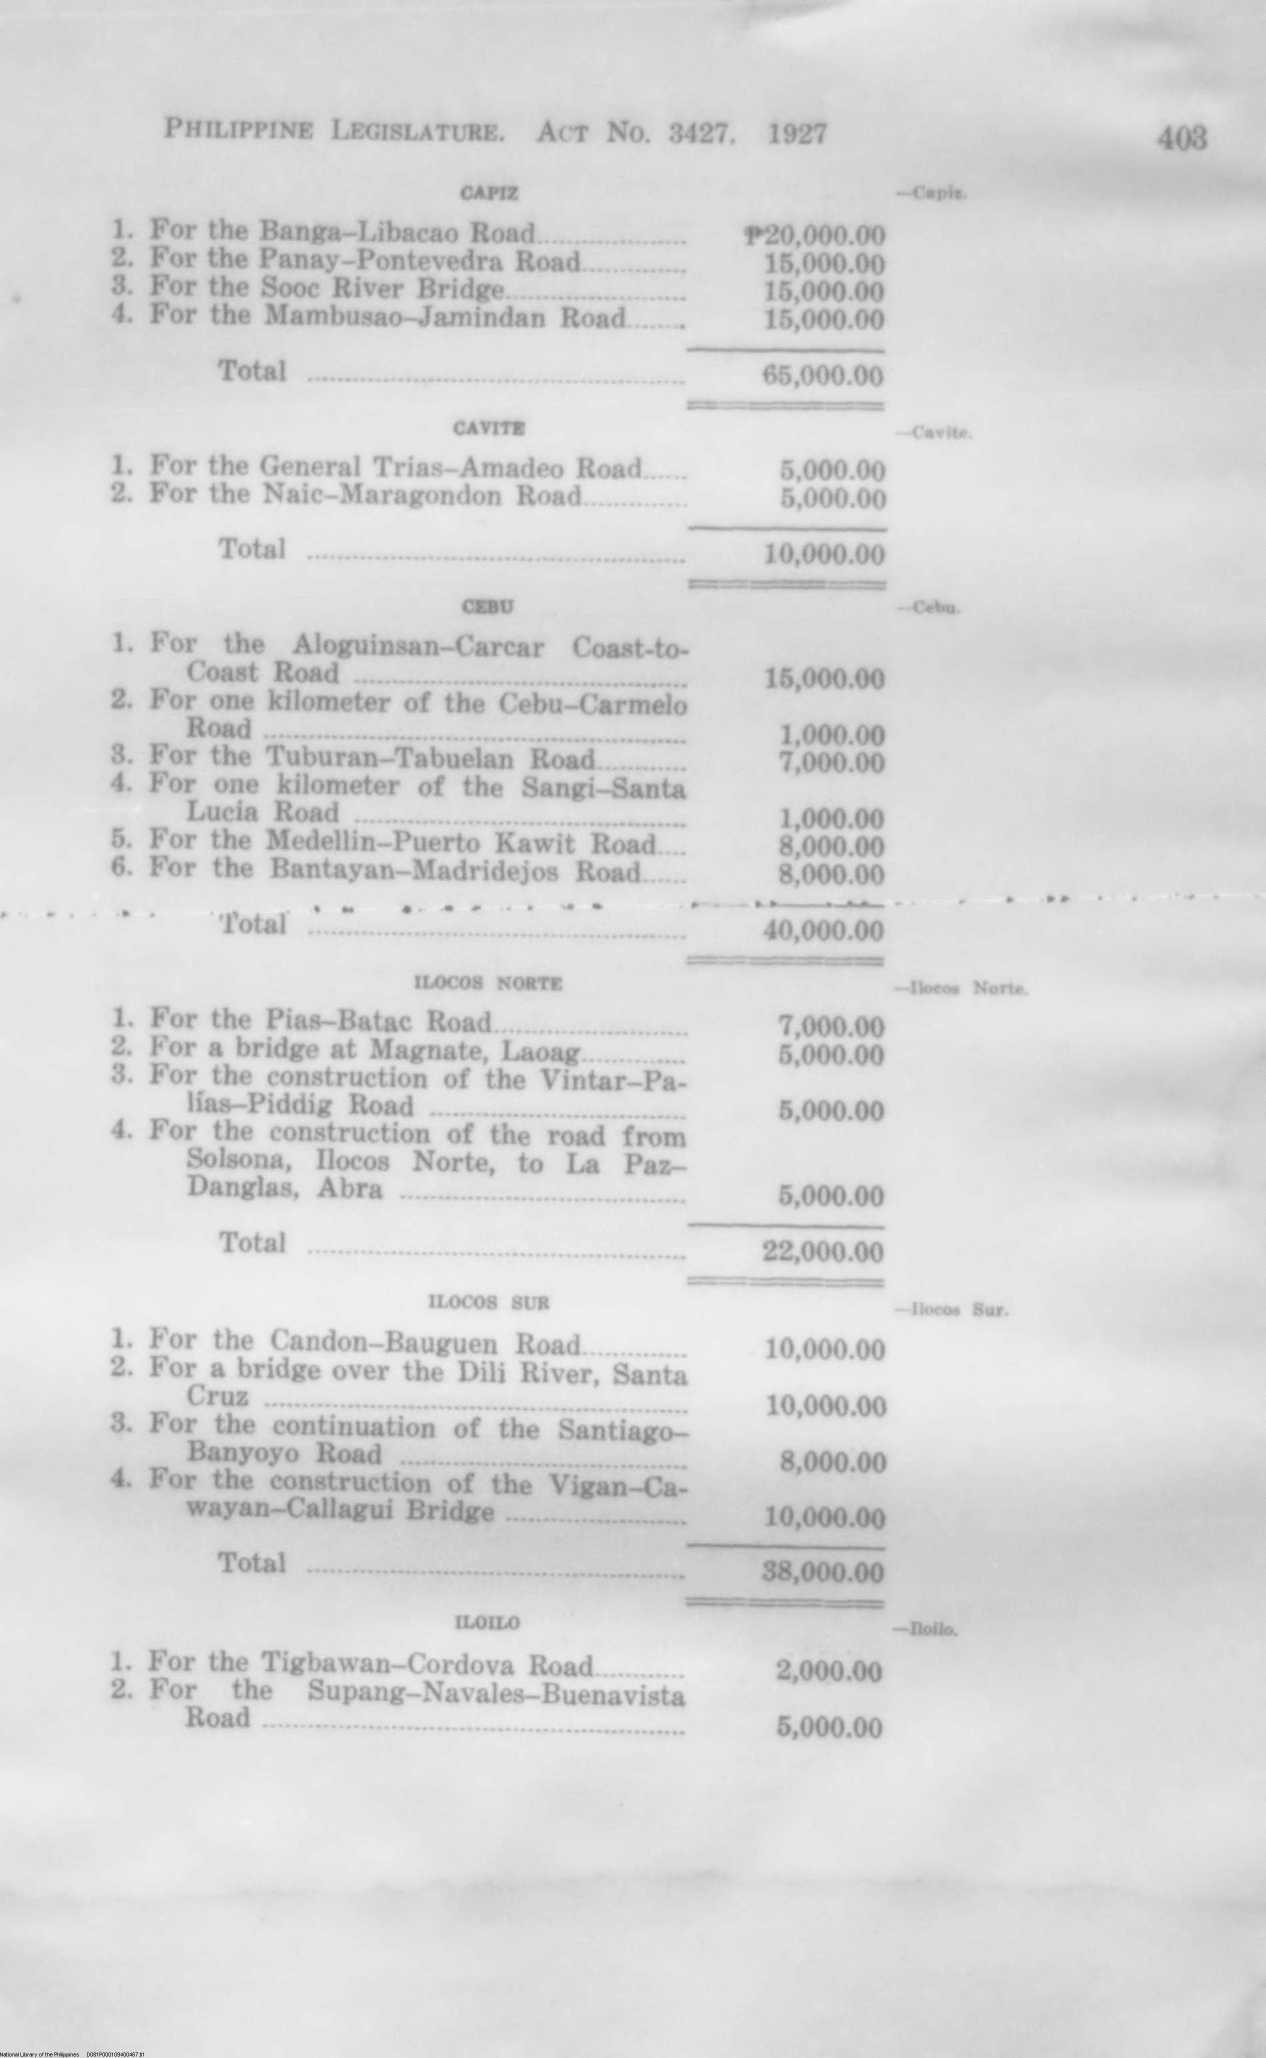 PHILIPPINE LEGISLATURE. ACT No. 3427. 1927 403
CAPIZ —Capiz.
1. For the Banga–Libacao Road.................... ₱20,000.00
2. For the Panay–Pontevedra Road.............. 15,000.00
3. For the Sooc River Bridge........................ 15,000.00
4. For the Mambusao–Jamindan Road........ 15,000.00
Total .................................................. 65,000.00
CAVITE —Cavite.
1. For the General Trias–Amadeo Road...... 5,000.00
2. For the Naic–Maragondon Road.............. 5,000.00
Total .................................................. 10,000.00
CEBU —Cebu.
1. For the Aloguinsan–Carcar Coast-to-
Coast Road ............................................ 15,000.00
2. For one kilometer of the Cebu–Carmelo
Road ........................................................ 1,000.00
3. For the Tuburan–Tabuelan Road............ 7,000.00
4. For one kilometer of the Sangi–Santa
Lucia Road ............................................ 1,000.00
5. For the Medellin–Puerto Kawit Road.... 8,000.00
6. For the Bantayan–Madridejos Road...... 8,000.00
Total .................................................. 40,000.00
ILOCOS NORTE —Ilocos Norte.
1. For the Pias–Batac Road.......................... 7,000.00
2. For a bridge at Magnate, Laoag.............. 5,000.00
3. For the construction of the Vintar–Pa-
lías–Piddig Road .................................. 5,000.00
4. For the construction of the road from
Solsona, Ilocos Norte, to La Paz–
Danglas, Abra ...................................... 5,000.00
Total .................................................. 22,000.00
ILOCOS SUR —Ilocos Sur.
1. For the Candon–Bauguen Road.............. 10,000.00
2. For a bridge over the Dili River, Santa
Cruz ........................................................ 10,000.00
3. For the continuation of the Santiago–
Banyoyo Road ...................................... 8,000.00
4. For the construction of the Vigan–Ca-
wayan–Callagui Bridge ........................ 10,000.00
Total .................................................. 38,000.00
ILOILO —Iloilo.
1. For the Tigbawan–Cordova Road............ 2,000.00
2. For the Supang–Navales–Buenavista
Road ........................................................ 5,000.00
National Library of the Philippines D081P000109400467.tif